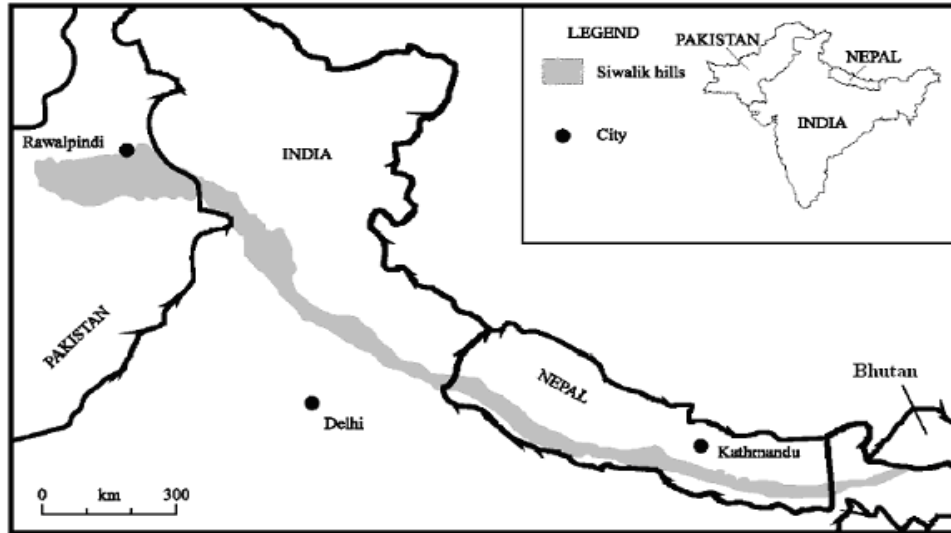 LEGEND
Siwalik hills
City
PAKISTAN
NEPAL
INDIA
Rawalpindi
INDIA
PAKISTAN
NEPAL
Bhutan
Delhi
Kathmandu
0 km 300